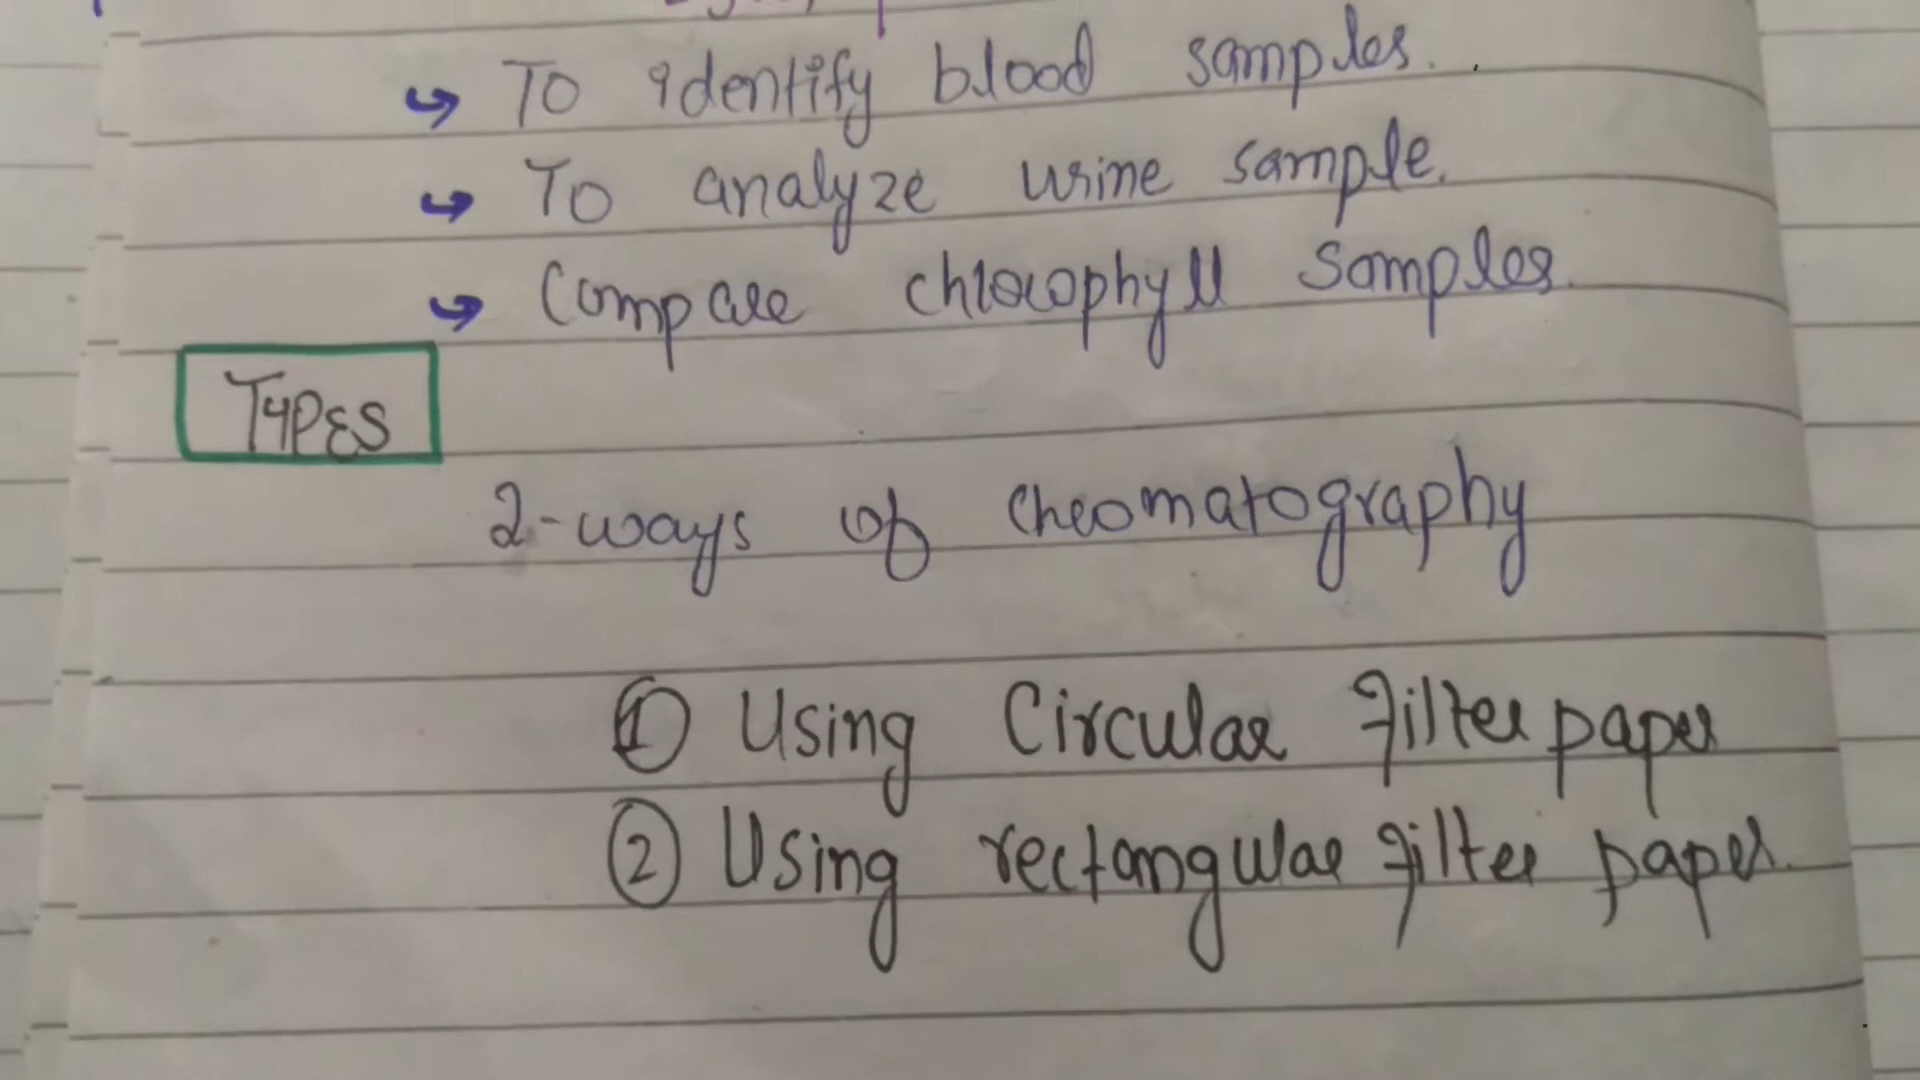 ↪ To identify blood samples.
↪ To analyze urine sample.
↪ Compare chlorophyll samples.
TYPES
2-ways of chromatography
① Using Circular filter paper
② Using rectangular filter paper.